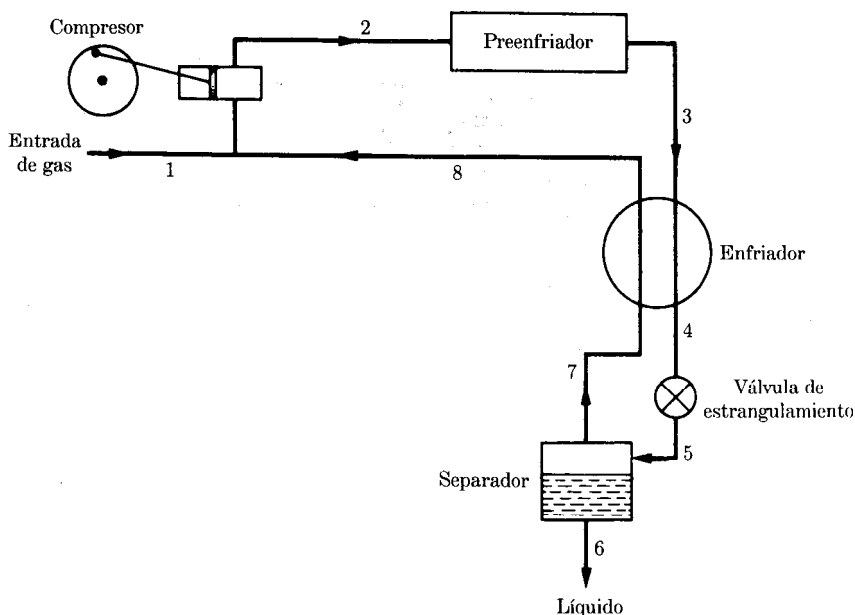 Compresor
2
Preenfriador
3
Entrada
de gas
1
8
Enfriador
4
7
Válvula de
estrangulamiento
5
Separador
6
Líquido